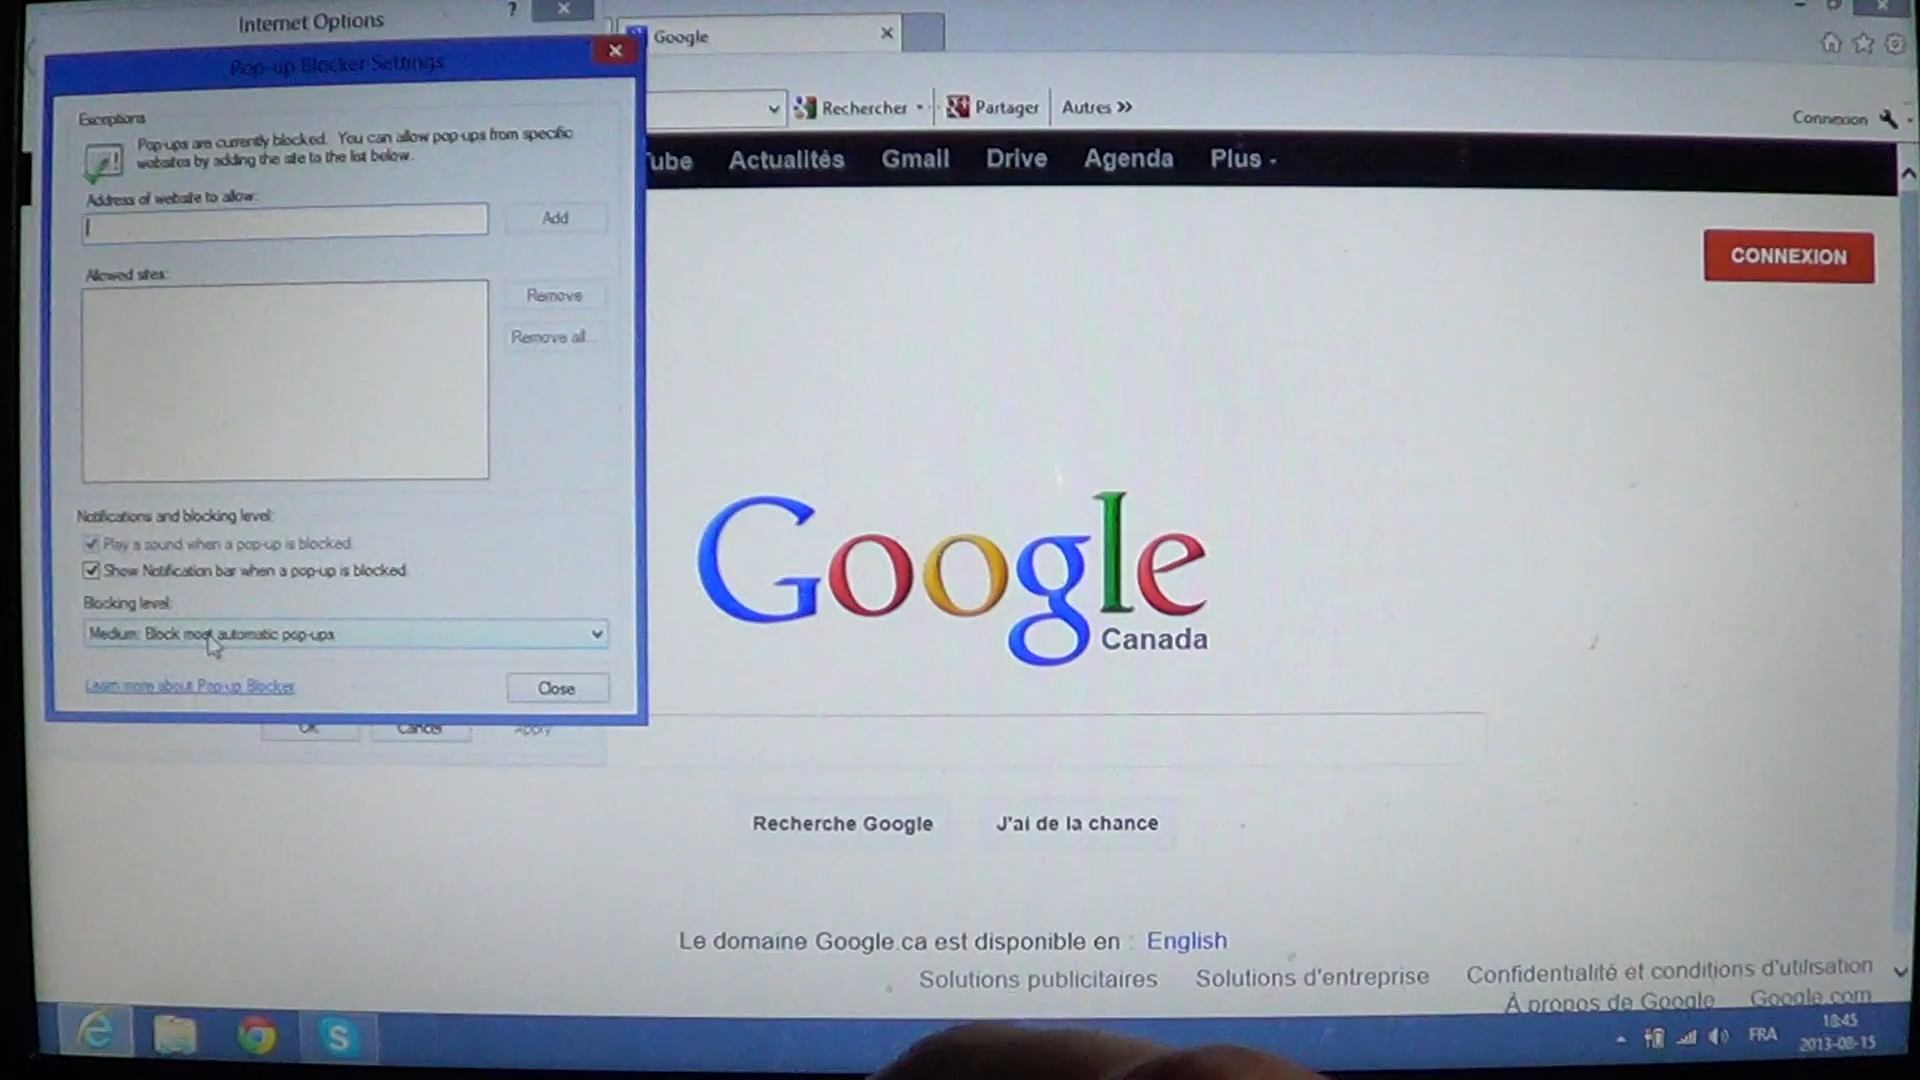 Internet Options
?
Google
Pop-up Blocker Settings
Exceptions
Pop-ups are currently blocked. You can allow pop-ups from specific
websites by adding the site to the list below.
Address of website to allow:
Add
Allowed sites:
Remove
Remove all...
Notifications and blocking level:
Play a sound when a pop-up is blocked.
Show Notification bar when a pop-up is blocked.
Blocking level:
Medium: Block most automatic pop-ups
Learn more about Pop-up Blocker
Close
OK
Cancel
Apply
Rechercher
Partager
Autres >>
Connexion
Tube Actualités Gmail Drive Agenda Plus
CONNEXION
Google
Canada
Recherche Google
J'ai de la chance
Le domaine Google.ca est disponible en : English
Solutions publicitaires Solutions d'entreprise Confidentialité et conditions d'utilisation
À propos de Google Google.com
FRA
18:45
2013-08-15